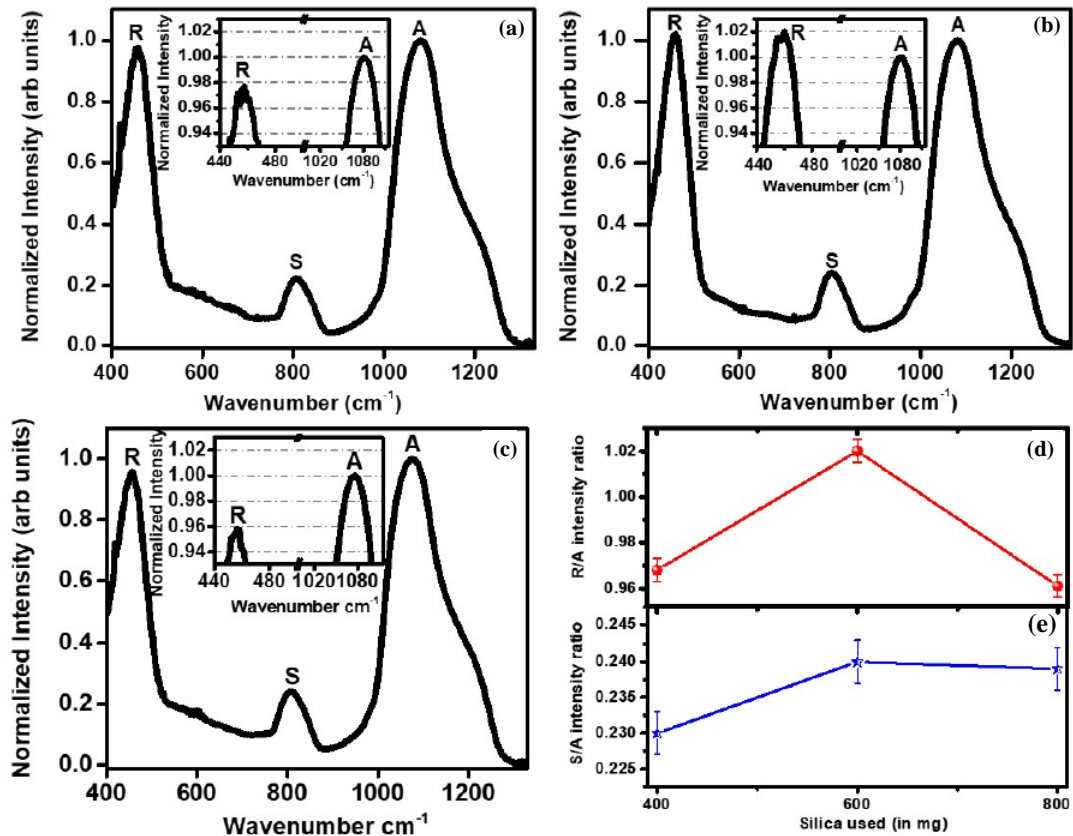 (a)
Normalized Intensity (arb units)
1.0
0.8
0.6
0.4
0.2
0.0
R
S
A
400 600 800 1000 1200
Wavenumber (cm-1)
Normalized Intensity
1.02
1.00
0.98
0.96
0.94
R
A
440 480 1020 1080
Wavenumber (cm-1)
(b)
Normalized Intensity (arb units)
1.0
0.8
0.6
0.4
0.2
0.0
R
S
A
400 600 800 1000 1200
Wavenumber (cm-1)
Normalized Intensity
1.02
1.00
0.98
0.96
0.94
R
A
440 480 1020 1080
Wavenumber (cm-1)
(c)
Normalized Intensity (arb units)
1.0
0.8
0.6
0.4
0.2
0.0
R
S
A
400 600 800 1000 1200
Wavenumber cm-1
Normalized Intensity
1.02
1.00
0.98
0.96
0.94
R
A
440 480 1020 1080
Wavenumber cm-1
(d)
R/A intensity ratio
1.02
1.00
0.98
0.96
(e)
S/A intensity ratio
0.245
0.240
0.235
0.230
0.225
400 600 800
Silica used (in mg)